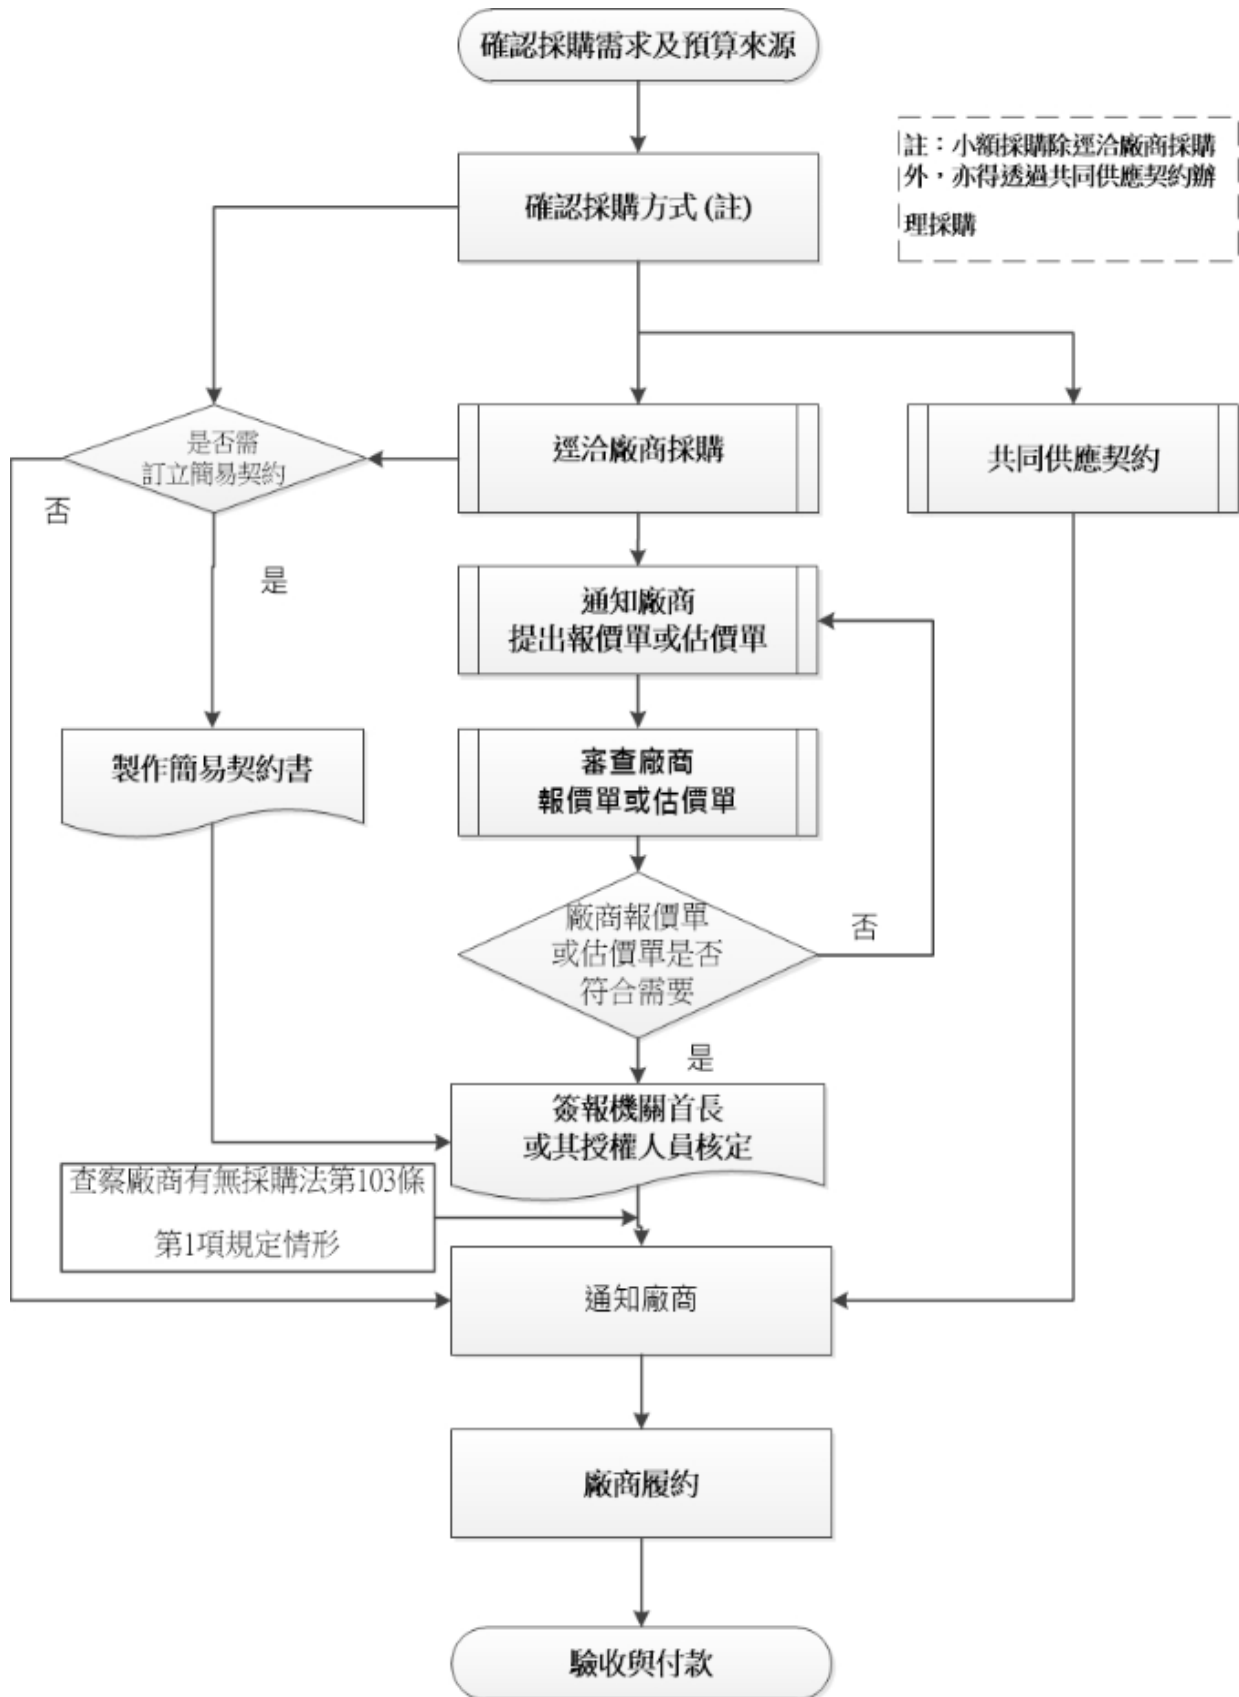 確認採購需求及預算來源
註：小額採購除逕洽廠商採購
外，亦得透過共同供應契約辦
理採購
確認採購方式 (註)
是否需
訂立簡易契約
逕洽廠商採購
共同供應契約
否
是
通知廠商
提出報價單或估價單
製作簡易契約書
審查廠商
報價單或估價單
廠商報價單
或估價單是否
符合需要
否
是
簽報機關首長
或其授權人員核定
查察廠商有無採購法第103條
第1項規定情形
通知廠商
廠商履約
驗收與付款